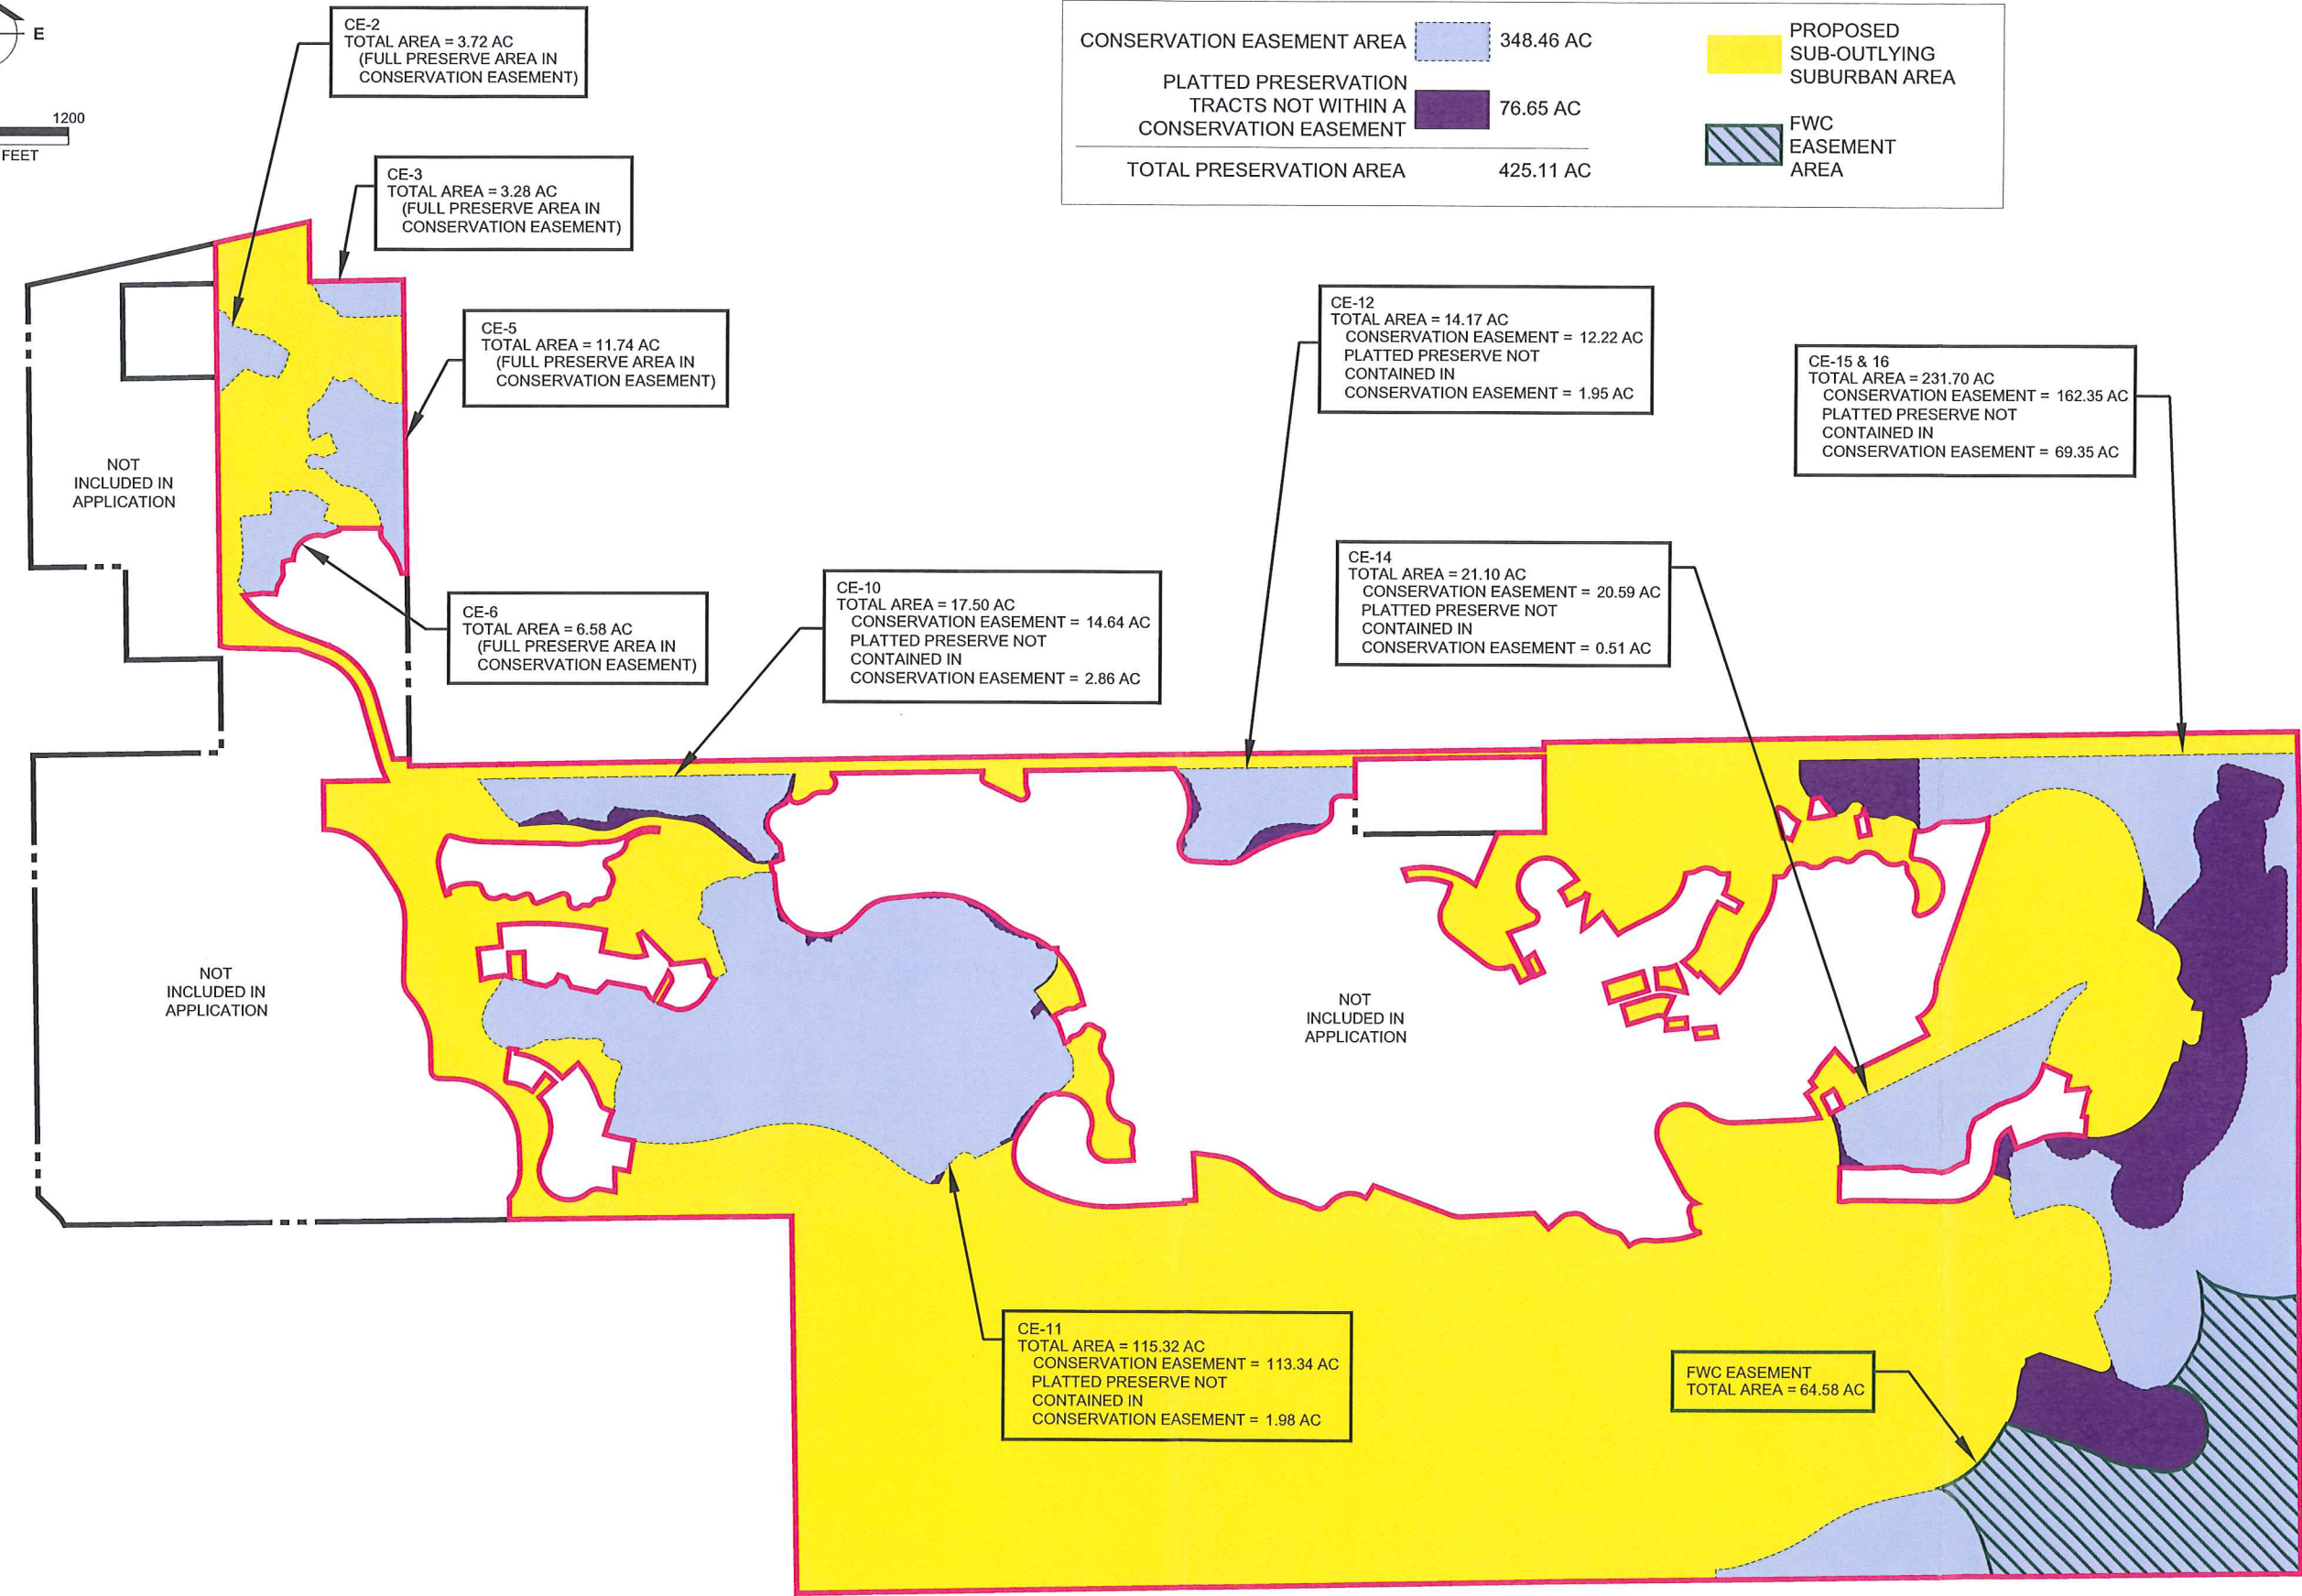 E
1200
FEET
CE-2
TOTAL AREA = 3.72 AC
(FULL PRESERVE AREA IN
CONSERVATION EASEMENT)
CONSERVATION EASEMENT AREA 348.46 AC
PLATTED PRESERVATION
TRACTS NOT WITHIN A
CONSERVATION EASEMENT 76.65 AC
TOTAL PRESERVATION AREA 425.11 AC
PROPOSED
SUB-OUTLYING
SUBURBAN AREA
FWC
EASEMENT
AREA
CE-3
TOTAL AREA = 3.28 AC
(FULL PRESERVE AREA IN
CONSERVATION EASEMENT)
CE-5
TOTAL AREA = 11.74 AC
(FULL PRESERVE AREA IN
CONSERVATION EASEMENT)
CE-12
TOTAL AREA = 14.17 AC
CONSERVATION EASEMENT = 12.22 AC
PLATTED PRESERVE NOT
CONTAINED IN
CONSERVATION EASEMENT = 1.95 AC
CE-15 & 16
TOTAL AREA = 231.70 AC
CONSERVATION EASEMENT = 162.35 AC
PLATTED PRESERVE NOT
CONTAINED IN
CONSERVATION EASEMENT = 69.35 AC
NOT
INCLUDED IN
APPLICATION
CE-6
TOTAL AREA = 6.58 AC
(FULL PRESERVE AREA IN
CONSERVATION EASEMENT)
CE-10
TOTAL AREA = 17.50 AC
CONSERVATION EASEMENT = 14.64 AC
PLATTED PRESERVE NOT
CONTAINED IN
CONSERVATION EASEMENT = 2.86 AC
CE-14
TOTAL AREA = 21.10 AC
CONSERVATION EASEMENT = 20.59 AC
PLATTED PRESERVE NOT
CONTAINED IN
CONSERVATION EASEMENT = 0.51 AC
NOT
INCLUDED IN
APPLICATION
NOT
INCLUDED IN
APPLICATION
CE-11
TOTAL AREA = 115.32 AC
CONSERVATION EASEMENT = 113.34 AC
PLATTED PRESERVE NOT
CONTAINED IN
CONSERVATION EASEMENT = 1.98 AC
FWC EASEMENT
TOTAL AREA = 64.58 AC